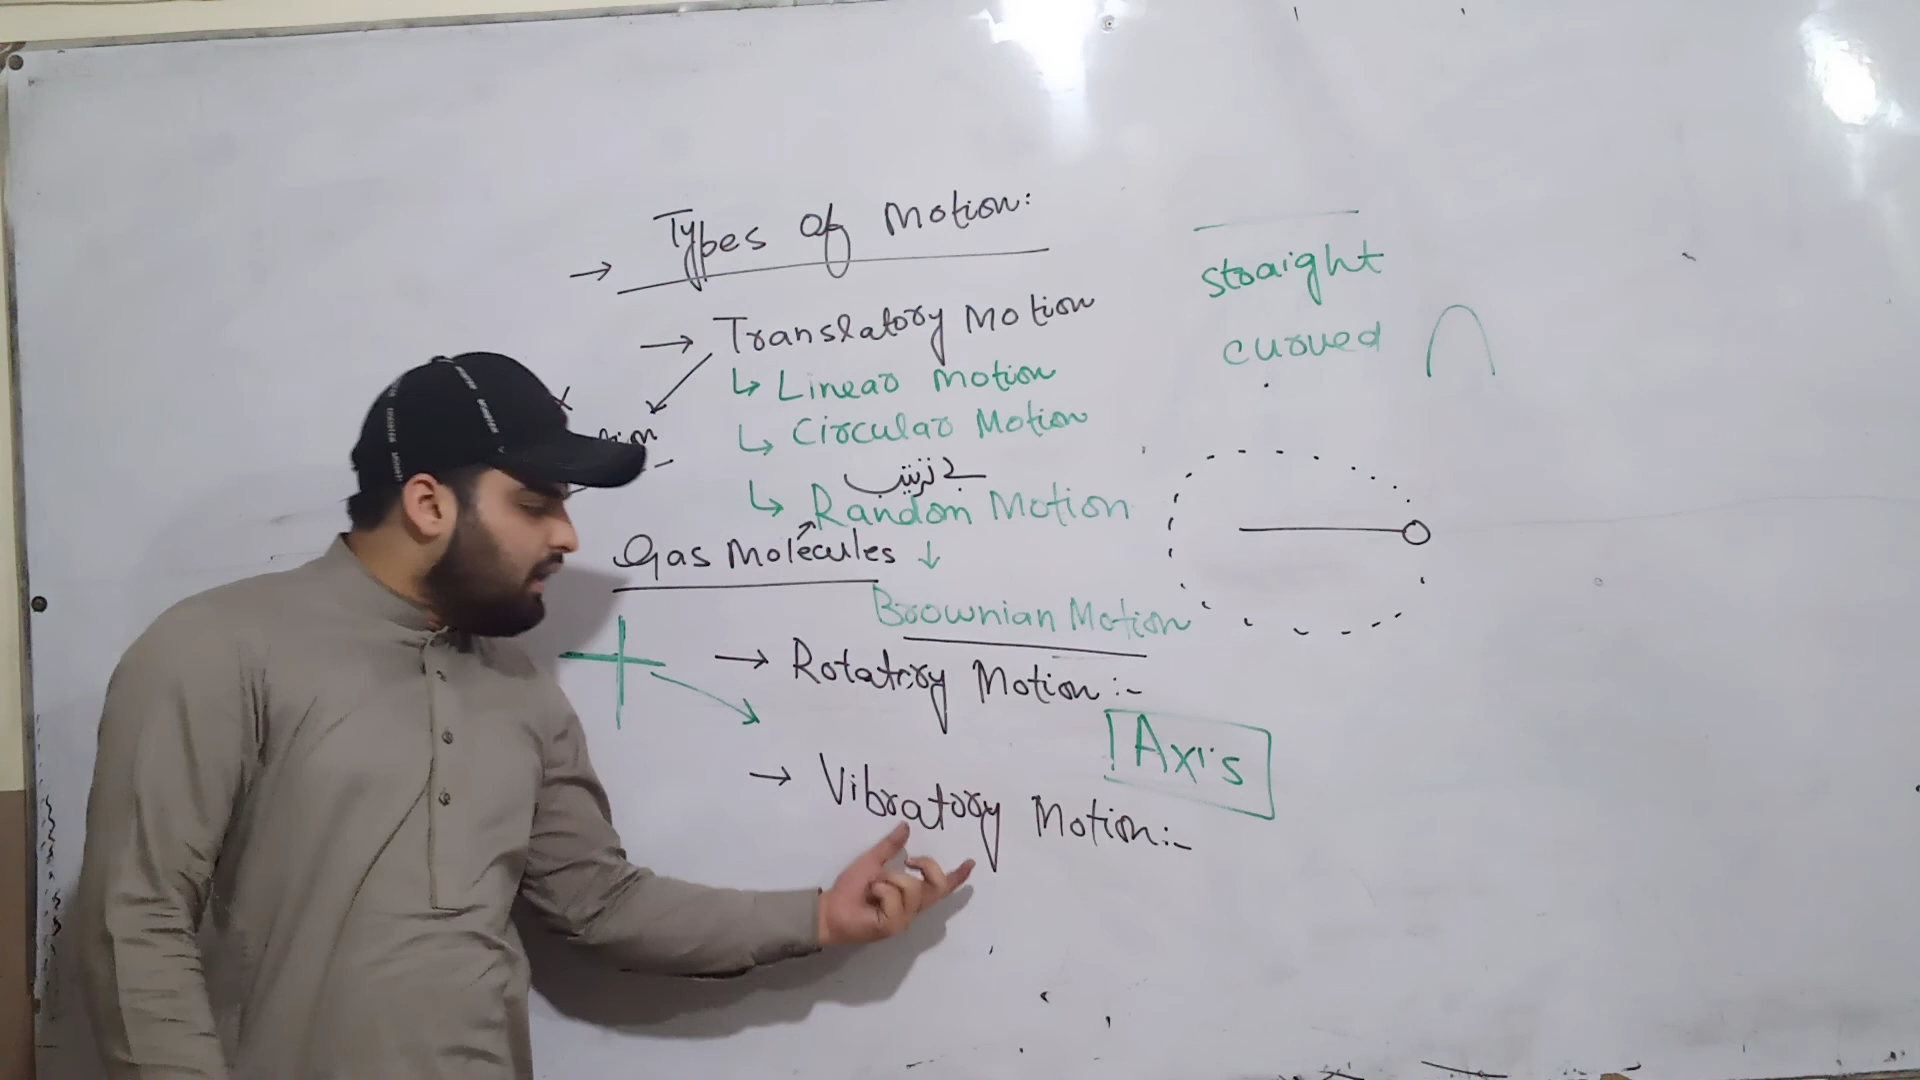 → Types of Motion:
→ Translatory Motion
↳ Linear Motion
↳ Circular Motion
بے ترتیب
↳ Random Motion
Gas Molecules ↓
Brownian Motion
→ Rotatory Motion :-
Axis
→ Vibratory Motion:-
straight
curved